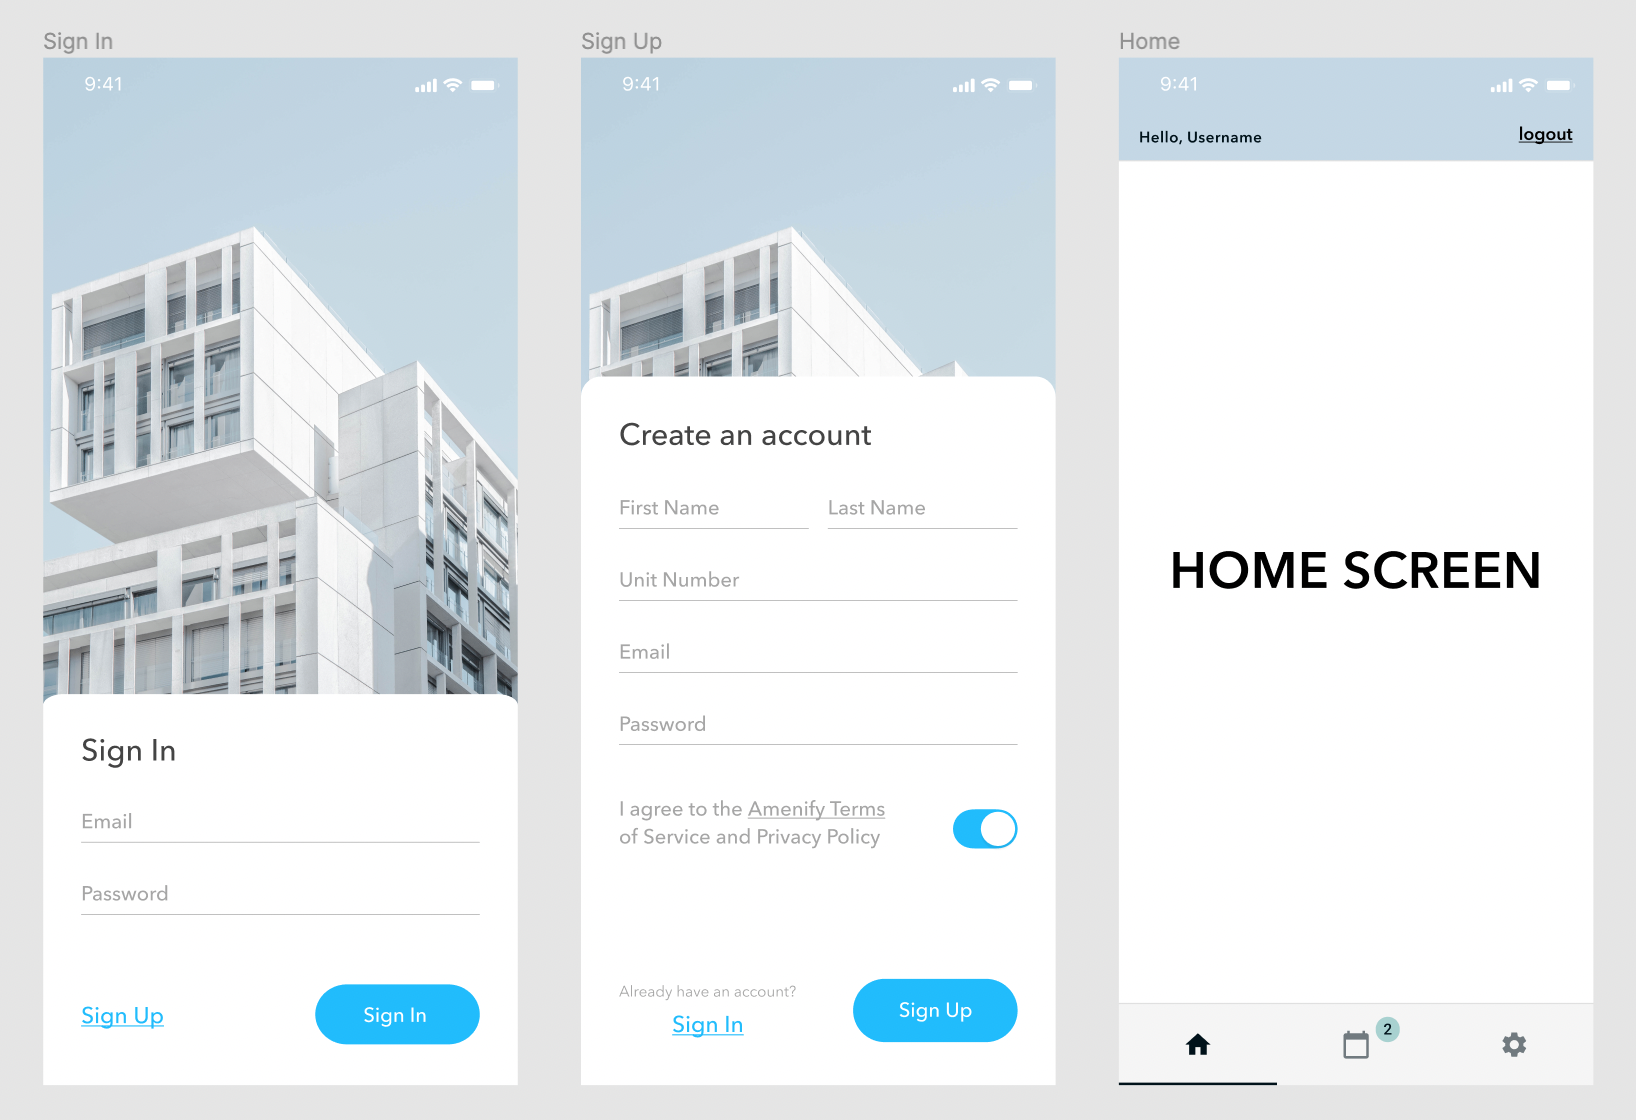 Sign In
9:41
Sign In
Email
Password
Sign Up
Sign In
Sign Up
9:41
Create an account
First Name
Last Name
Unit Number
Email
Password
I agree to the Amenify Terms
of Service and Privacy Policy
Already have an account?
Sign In
Sign Up
Home
9:41
Hello, Username
logout
HOME SCREEN
2